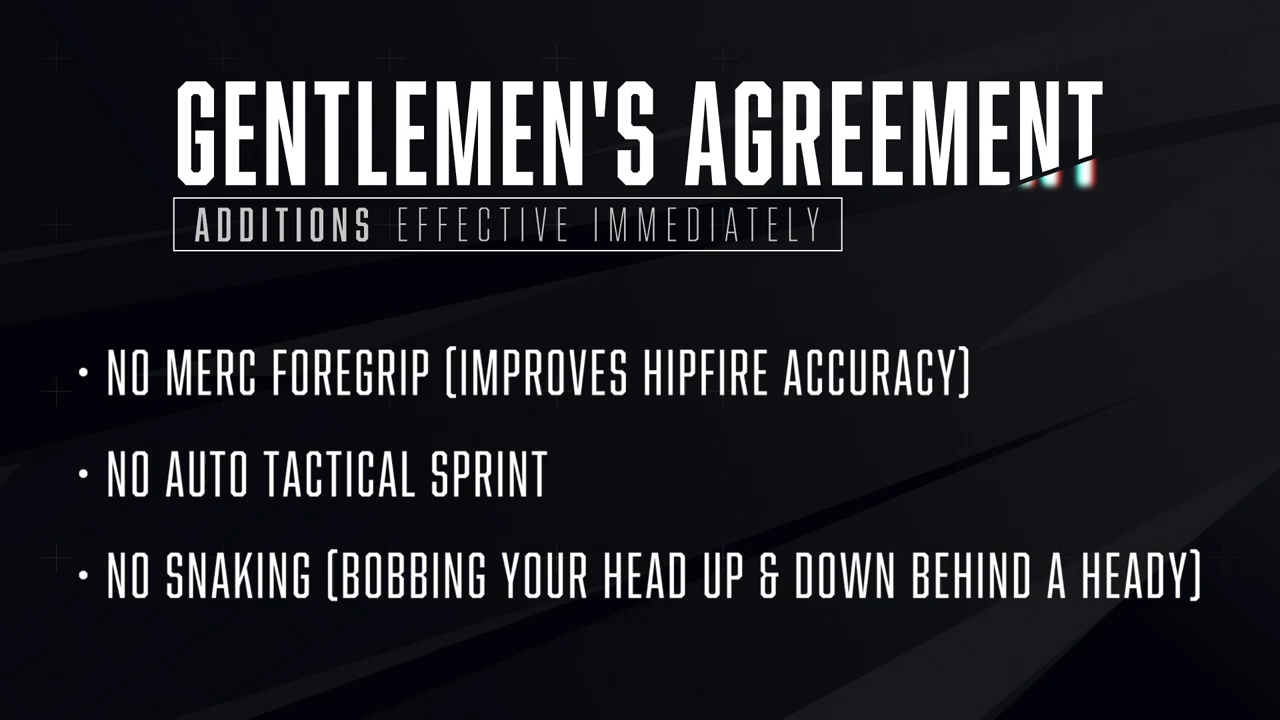 GENTLEMEN'S AGREEMENT
ADDITIONS EFFECTIVE IMMEDIATELY
• NO MERC FOREGRIP (IMPROVES HIPFIRE ACCURACY)
• NO AUTO TACTICAL SPRINT
• NO SNAKING (BOBBING YOUR HEAD UP & DOWN BEHIND A HEADY)